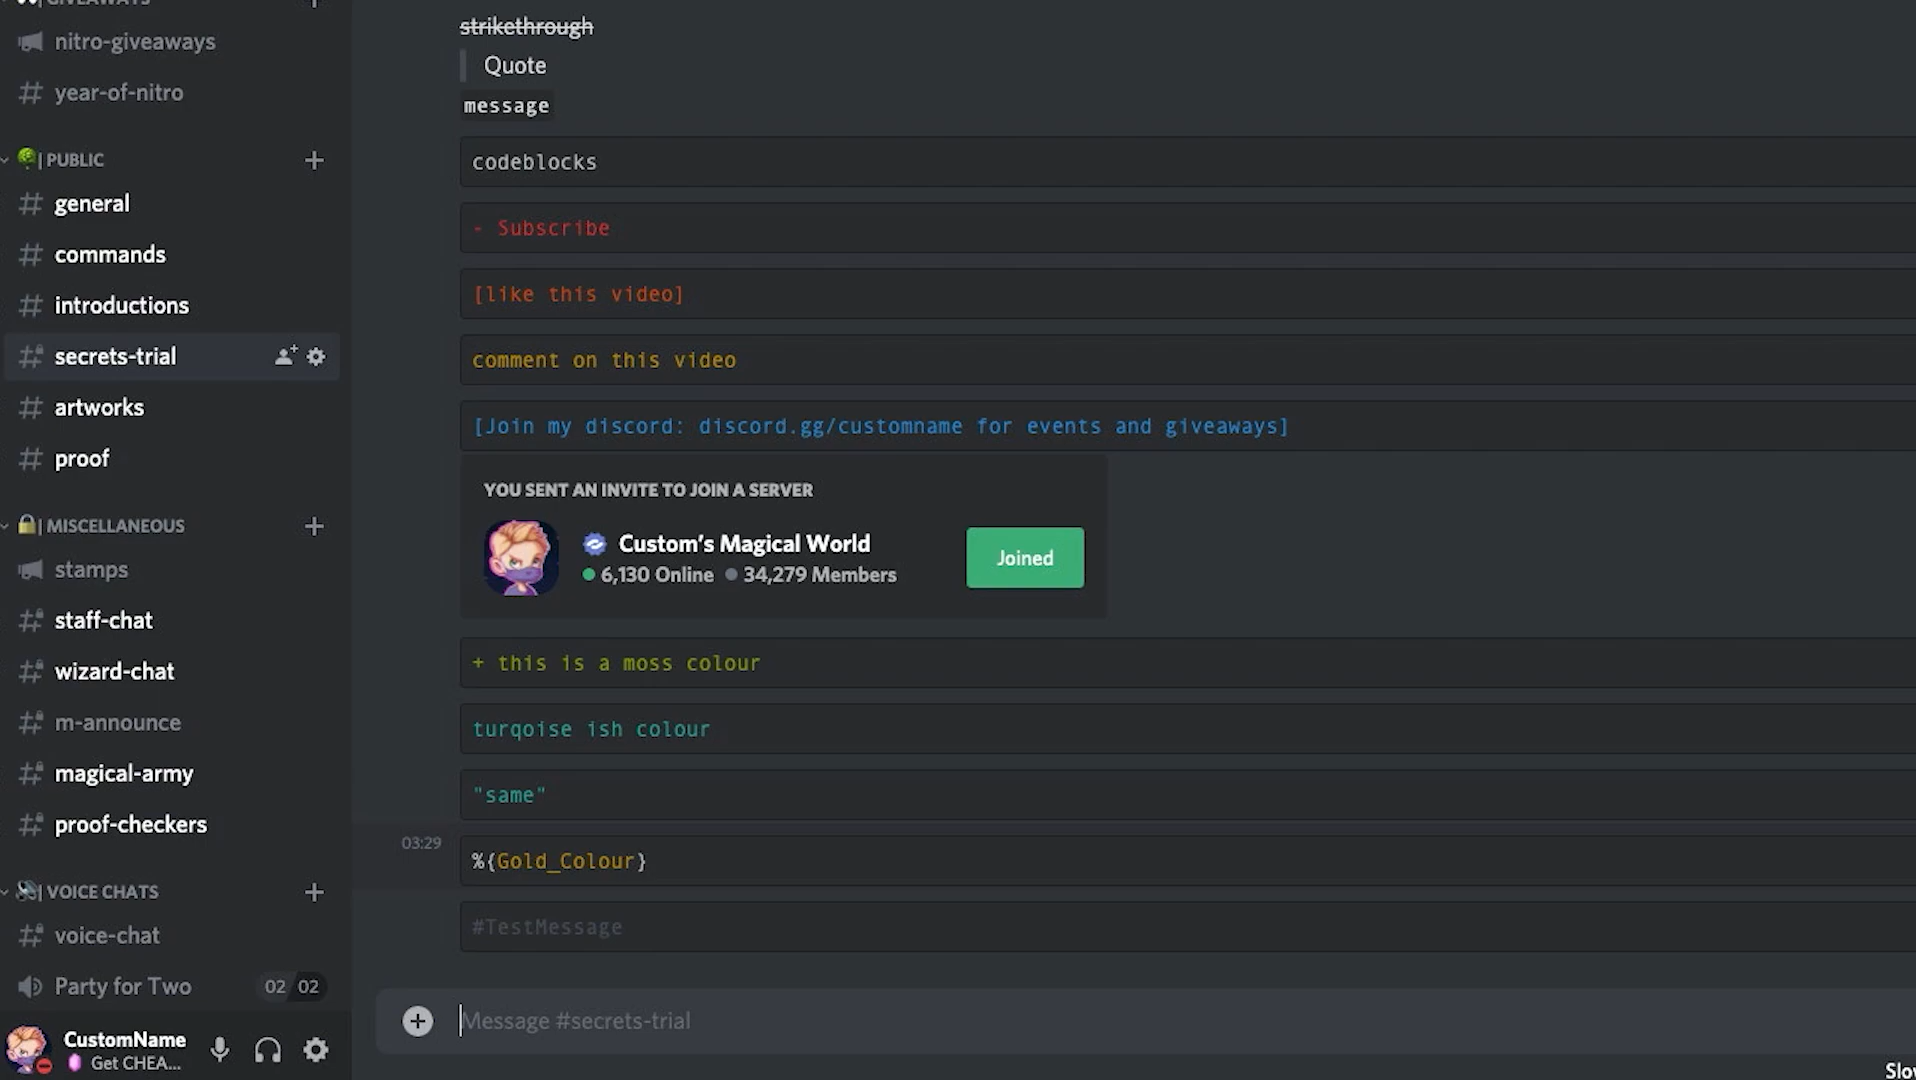 GIVEAWAYS
nitro-giveaways
year-of-nitro
PUBLIC
general
commands
introductions
secrets-trial
artworks
proof
MISCELLANEOUS
stamps
staff-chat
wizard-chat
m-announce
magical-army
proof-checkers
VOICE CHATS
voice-chat
Party for Two 02 02
CustomName
Get CHEA...
strikethrough
Quote
message
codeblocks
- Subscribe
[like this video]
comment on this video
[Join my discord: discord.gg/customname for events and giveaways]
YOU SENT AN INVITE TO JOIN A SERVER
Custom's Magical World
6,130 Online 34,279 Members
Joined
+ this is a moss colour
turqoise ish colour
"same"
03:29
%{Gold_Colour}
#TestMessage
Message #secrets-trial
Slo